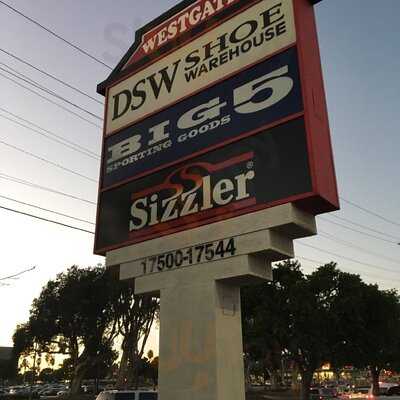 WESTGATE
DSW SHOE
WAREHOUSE
BIG 5
SPORTING GOODS
Sizzler®
17500-17544